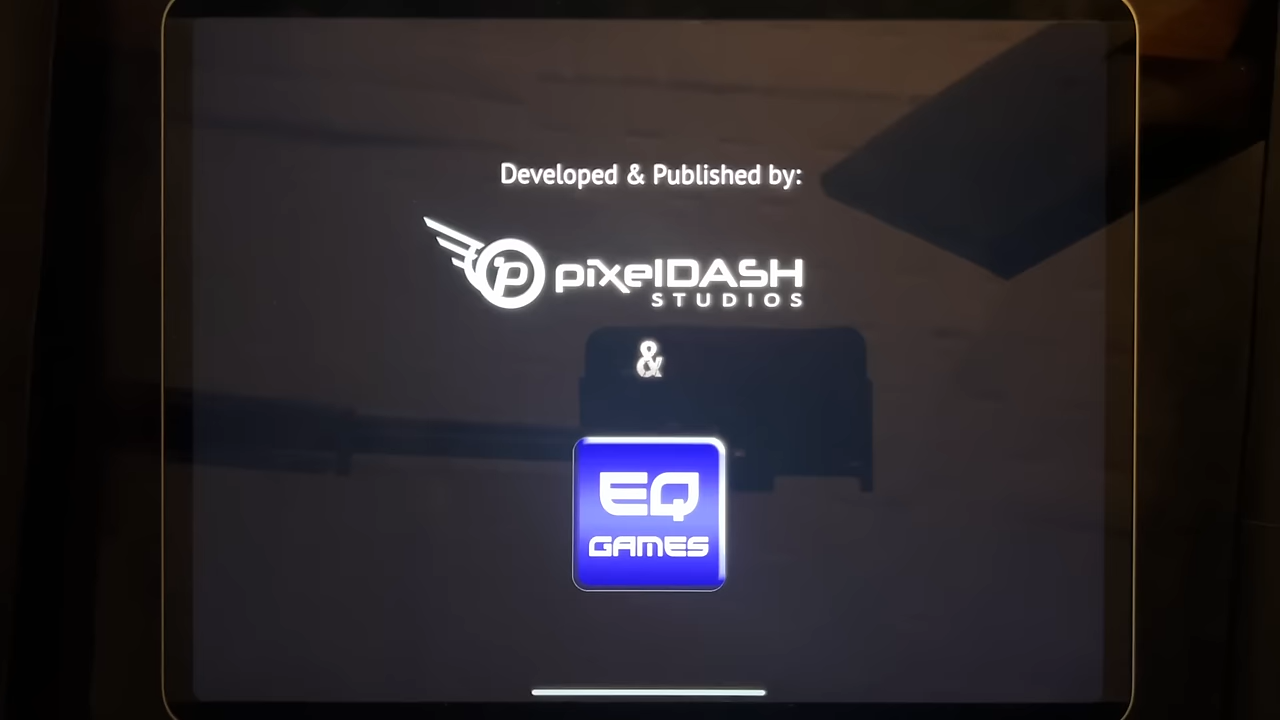 Developed & Published by:
P
pixelDASH
STUDIOS
&
EQ
GAMES